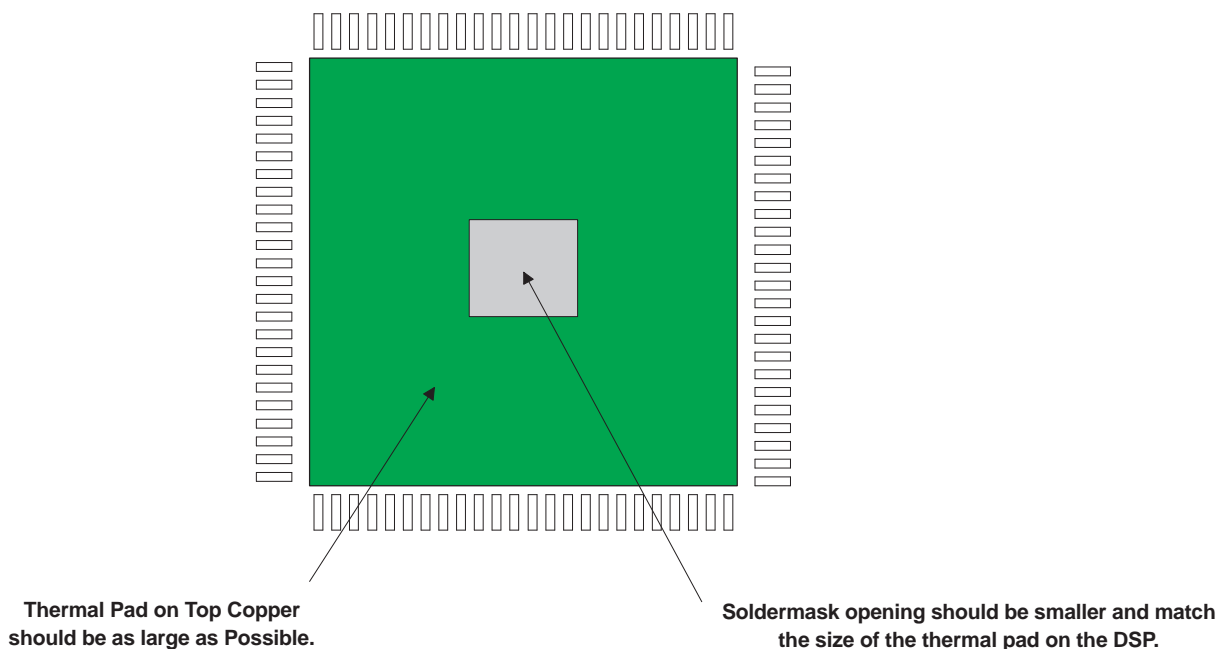 Thermal Pad on Top Copper
should be as large as Possible.
Soldermask opening should be smaller and match
the size of the thermal pad on the DSP.